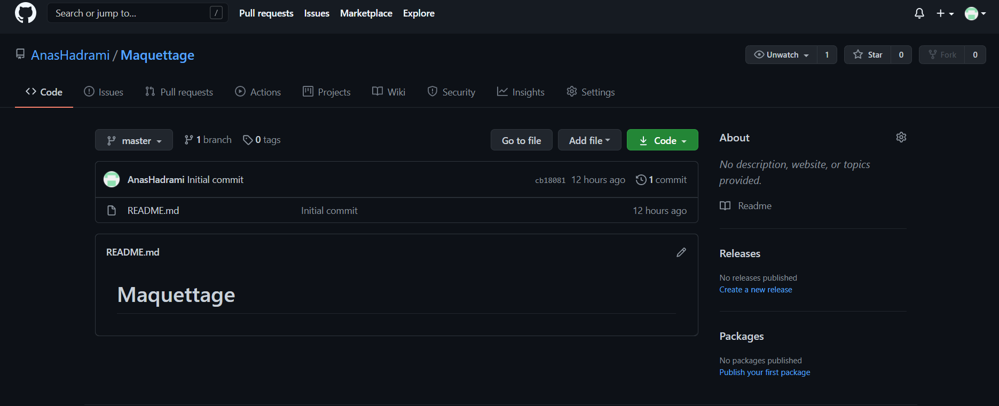 Search or jump to... / Pull requests Issues Marketplace Explore
AnasHadrami / Maquettage Unwatch 1 Star 0 Fork 0
Code Issues Pull requests Actions Projects Wiki Security Insights Settings
master 1 branch 0 tags Go to file Add file Code
AnasHadrami Initial commit cb18081 12 hours ago 1 commit
README.md Initial commit 12 hours ago
README.md
Maquettage
About
No description, website, or topics
provided.
Readme
Releases
No releases published
Create a new release
Packages
No packages published
Publish your first package